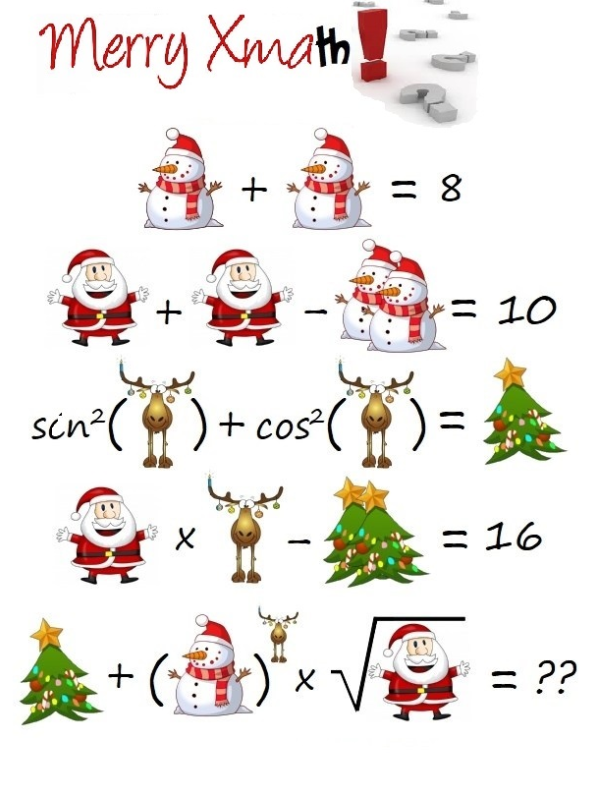 Merry Xmath!
+ = 8
+ - = 10
sin²( ) + cos²( ) =
x - = 16
+ ( ) x √ = ??